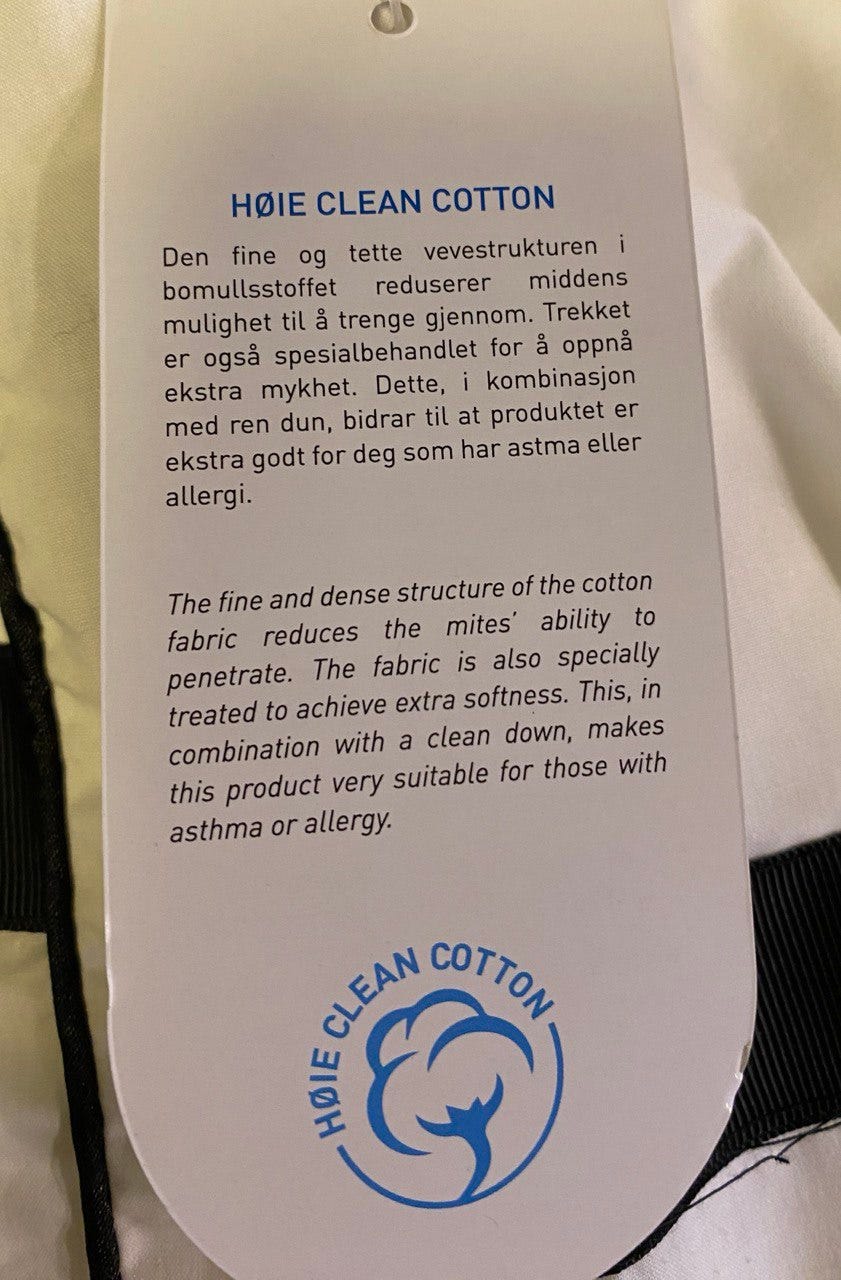 HØIE CLEAN COTTON
Den fine og tette vevestrukturen i
bomullsstoffet reduserer middens
mulighet til å trenge gjennom. Trekket
er også spesialbehandlet for å oppnå
ekstra mykhet. Dette, i kombinasjon
med ren dun, bidrar til at produktet er
ekstra godt for deg som har astma eller
allergi.
The fine and dense structure of the cotton
fabric reduces the mites' ability to
penetrate. The fabric is also specially
treated to achieve extra softness. This, in
combination with a clean down, makes
this product very suitable for those with
asthma or allergy.
HØIE CLEAN COTTON